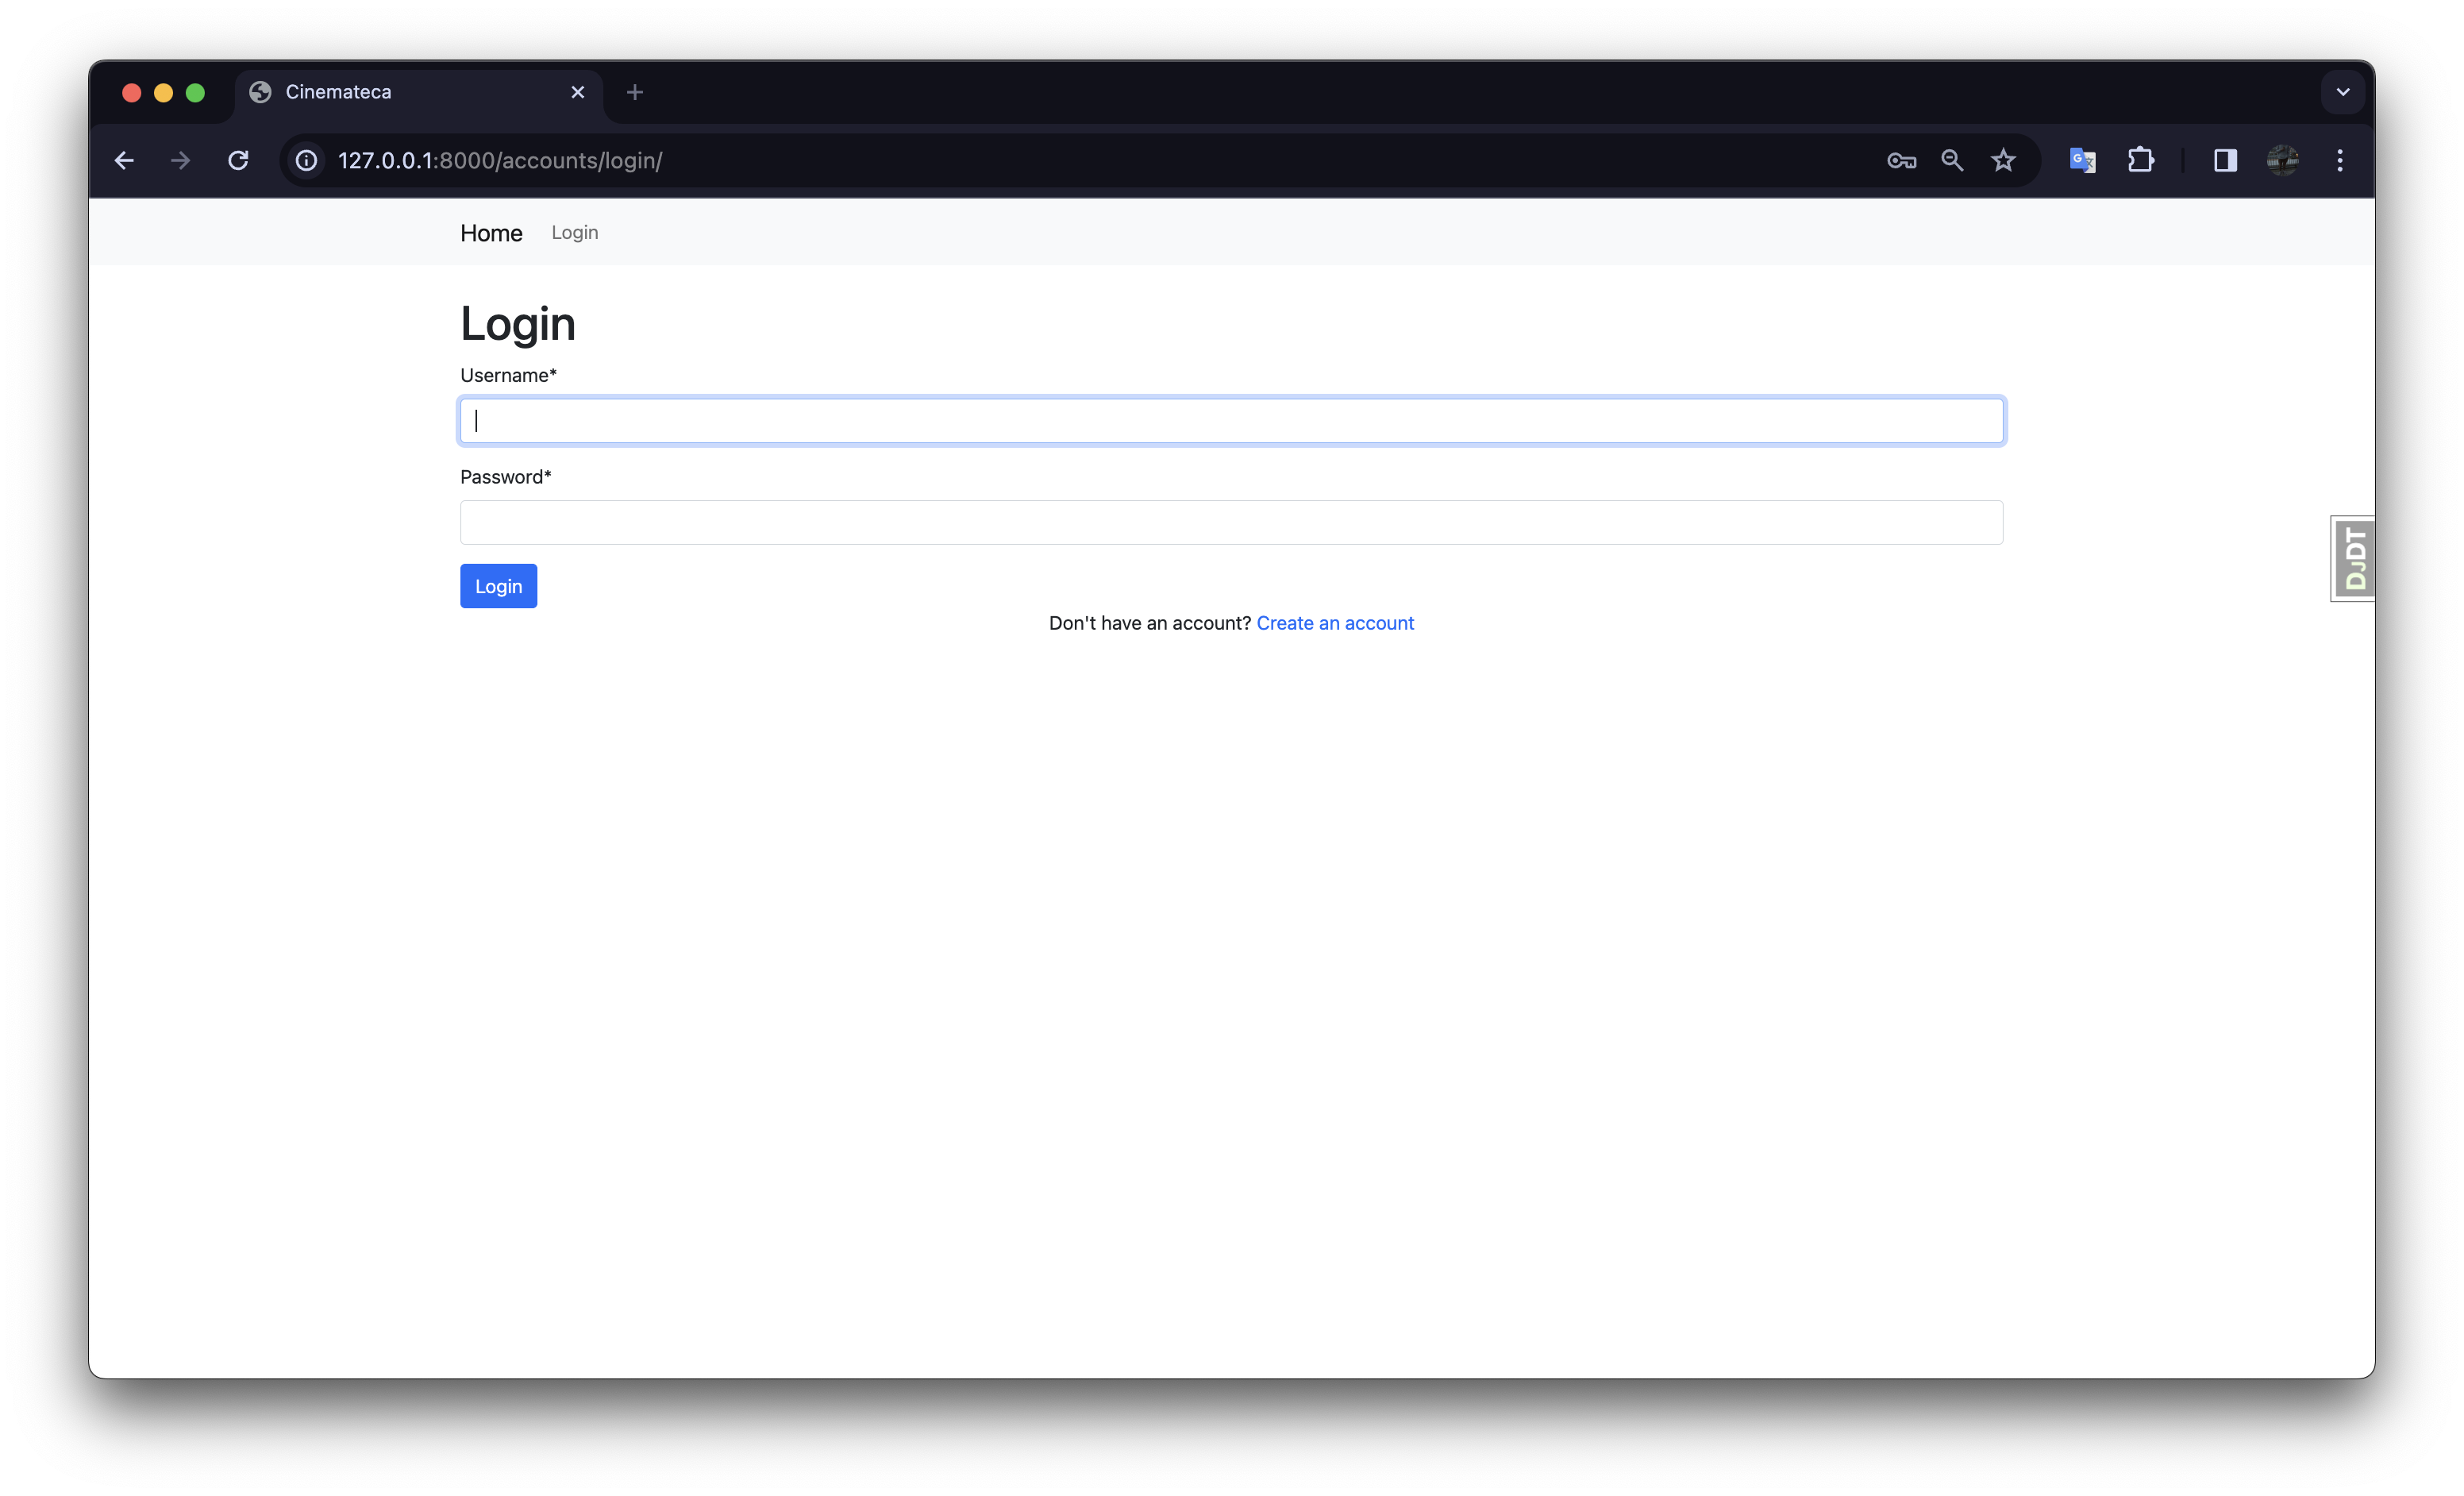 Cinemateca
127.0.0.1:8000/accounts/login/
Home Login
Login
Username*
Password*
DJDT
Login
Don't have an account? Create an account